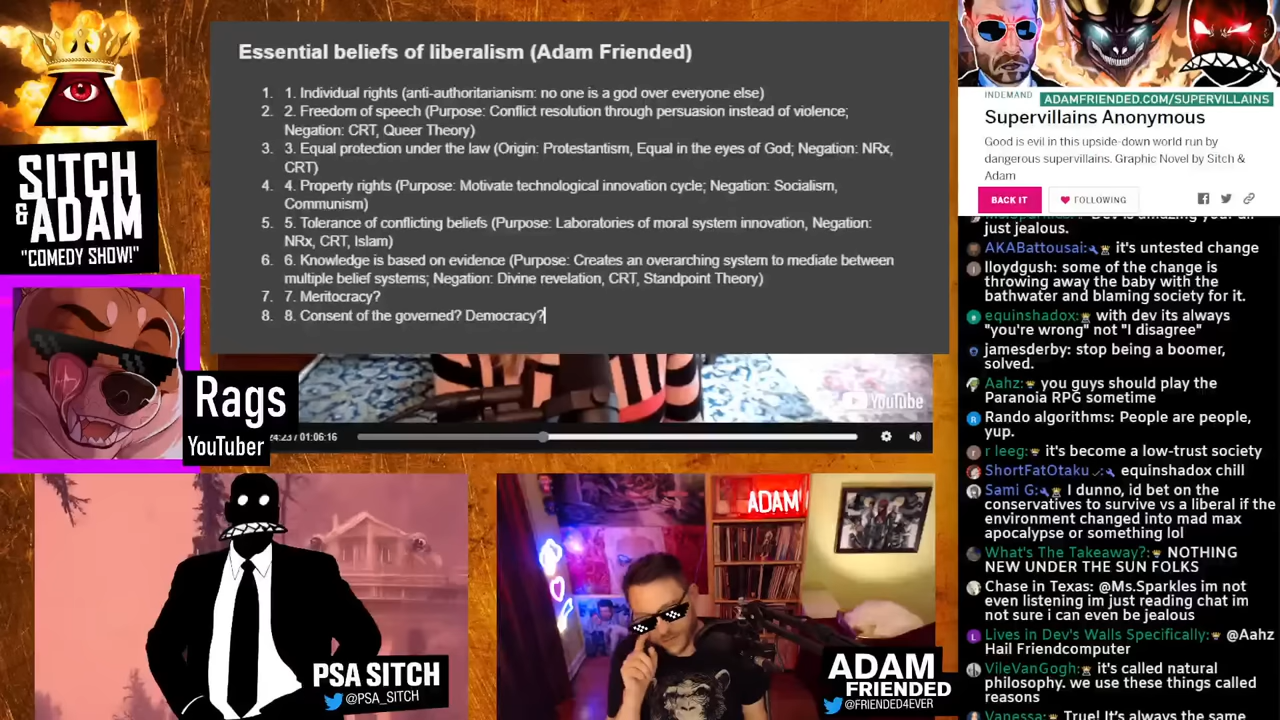 Essential beliefs of liberalism (Adam Friended)
1. 1. Individual rights (anti-authoritarianism: no one is a god over everyone else)
2. 2. Freedom of speech (Purpose: Conflict resolution through persuasion instead of violence;
Negation: CRT, Queer Theory)
3. 3. Equal protection under the law (Origin: Protestantism, Equal in the eyes of God; Negation: NRx,
CRT)
4. 4. Property rights (Purpose: Motivate technological innovation cycle; Negation: Socialism,
Communism)
5. 5. Tolerance of conflicting beliefs (Purpose: Laboratories of moral system innovation, Negation:
NRx, CRT, Islam)
6. 6. Knowledge is based on evidence (Purpose: Creates an overarching system to mediate between
multiple belief systems; Negation: Divine revelation, CRT, Standpoint Theory)
7. 7. Meritocracy?
8. 8. Consent of the governed? Democracy?
SITCH
& ADAM
"COMEDY SHOW!"
Rags
YouTuber
24:23 / 01:06:16
YouTube
PSA SITCH
@PSA_SITCH
ADAM
ADAM
FRIENDED
@FRIENDED4EVER
INDEMAND
ADAMFRIENDED.COM/SUPERVILLAINS
Supervillains Anonymous
Good is evil in this upside-down world run by
dangerous supervillains. Graphic Novel by Sitch &
Adam
BACK IT
FOLLOWING
just jealous.
AKABattousai: it's untested change
lloydgush: some of the change is
throwing away the baby with the
bathwater and blaming society for it.
equinshadox: with dev its always
"you're wrong" not "I disagree"
jamesderby: stop being a boomer,
solved.
Aahz: you guys should play the
Paranoia RPG sometime
Rando algorithms: People are people,
yup.
r leeg: it's become a low-trust society
ShortFatOtaku: equinshadox chill
Sami G: I dunno, id bet on the
conservatives to survive vs a liberal if the
environment changed into mad max
apocalypse or something lol
What's The Takeaway?: NOTHING
NEW UNDER THE SUN FOLKS
Chase in Texas: @Ms.Sparkles im not
even listening im just reading chat im
not sure i can even be jealous
Lives in Dev's Walls Specifically: @Aahz
Hail Friendcomputer
VileVanGogh: it's called natural
philosophy. we use these things called
reasons
Vanessa: True! It's always the same